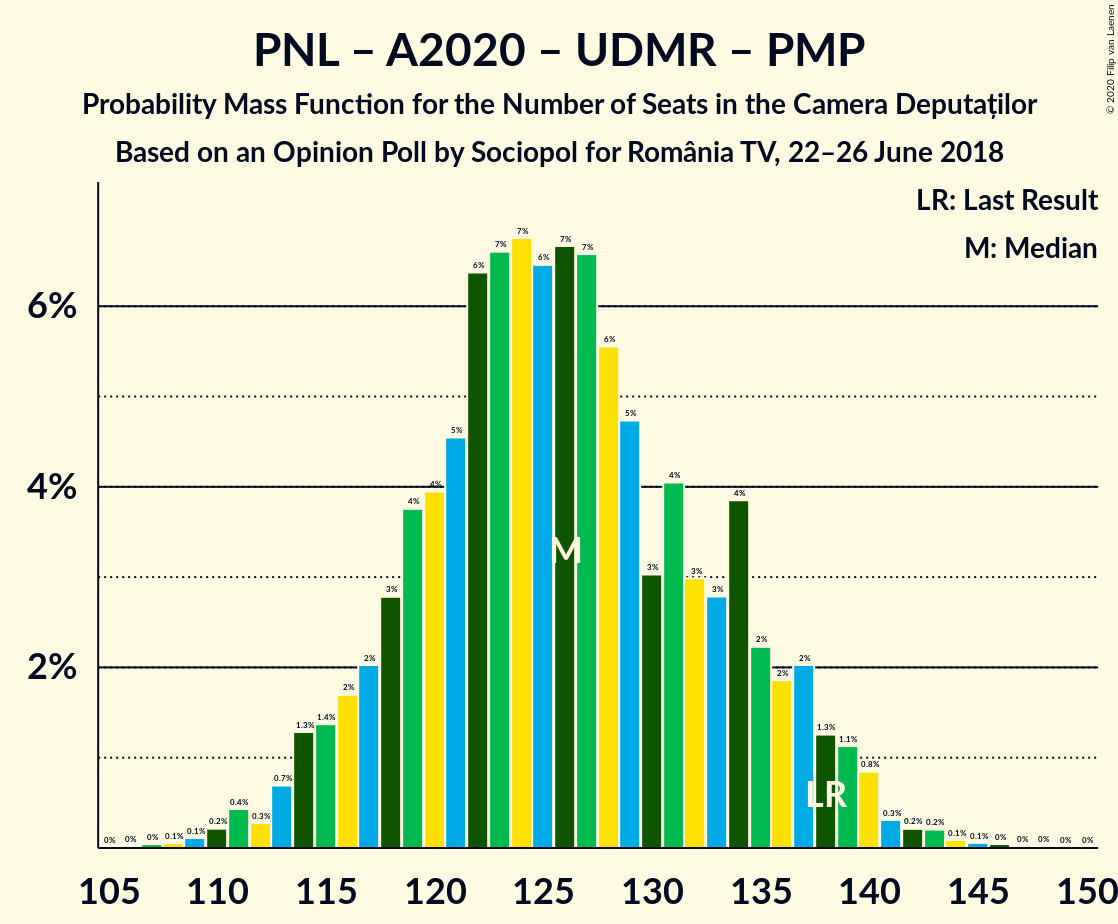 PNL – A2020 – UDMR – PMP
Probability Mass Function for the Number of Seats in the Camera Deputaților
Based on an Opinion Poll by Sociopol for România TV, 22–26 June 2018
© 2020 Filip van Laenen
LR: Last Result
M: Median
6%
4%
2%
0% 0% 0% 0.1% 0.1% 0.2% 0.4% 0.3% 0.7% 1.3% 1.4% 2% 2% 3% 4% 4% 5% 6% 7% 7% 6% 7% 7% 6% 5% 3% 4% 3% 3% 4% 2% 2% 2% 1.3% 1.1% 0.8% 0.3% 0.2% 0.2% 0.1% 0.1% 0% 0% 0% 0% 0%
M
LR
105 110 115 120 125 130 135 140 145 150